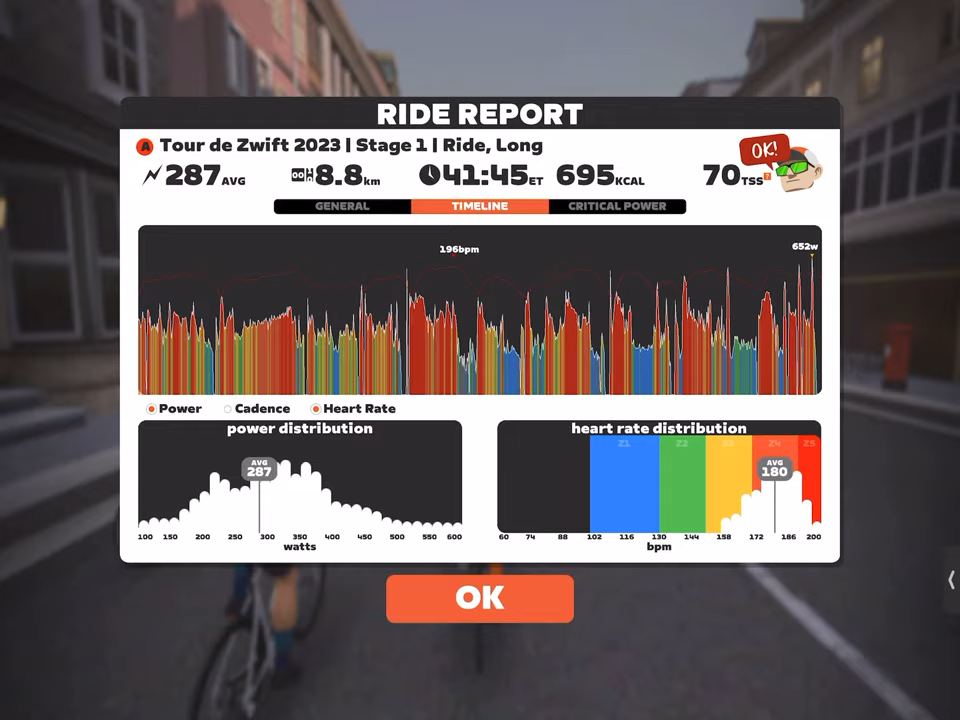 RIDE REPORT
A Tour de Zwift 2023 | Stage 1 | Ride, Long
OK!
287AVG 8.8km 41:45ET 695KCAL 70TSS?
GENERAL TIMELINE CRITICAL POWER
196bpm
652w
Power Cadence Heart Rate
power distribution
AVG
287
100 150 200 250 300 350 400 450 500 550 600
watts
heart rate distribution
Z1 Z2 Z3 Z4 Z5
AVG
180
60 74 88 102 116 130 144 158 172 186 200
bpm
OK